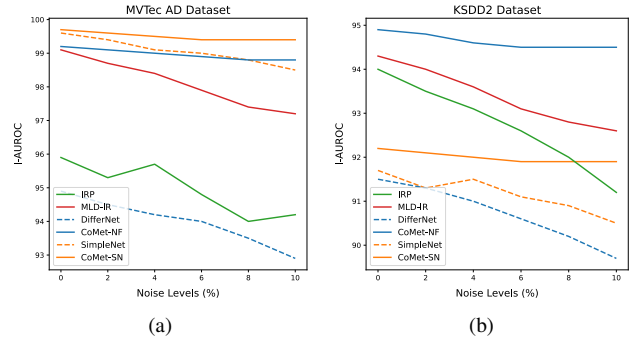 MVTec AD Dataset
100
99
98
97
96
95
94
93
I-AUROC
IRP
MLD-IR
DifferNet
CoMet-NF
SimpleNet
CoMet-SN
0 2 4 6 8 10
Noise Levels (%)
(a)
KSDD2 Dataset
95
94
93
92
91
90
I-AUROC
IRP
MLD-IR
DifferNet
CoMet-NF
SimpleNet
CoMet-SN
0 2 4 6 8 10
Noise Levels (%)
(b)